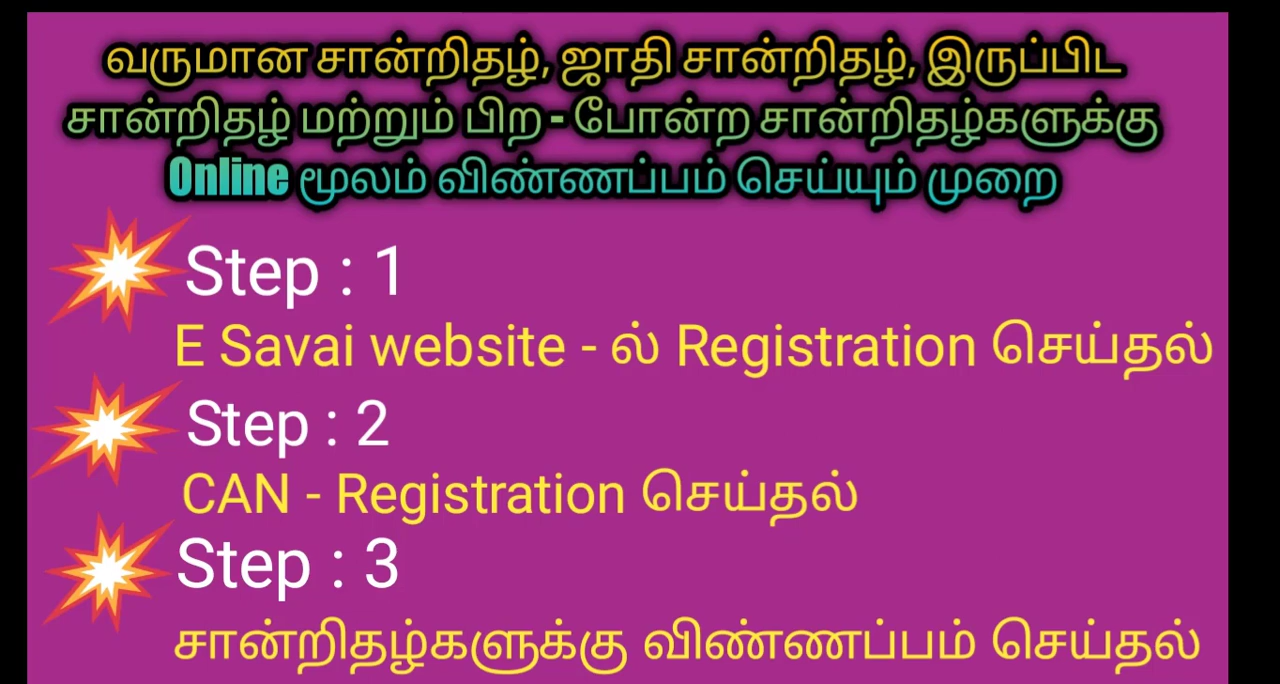 வருமான சான்றிதழ், ஜாதி சான்றிதழ், இருப்பிட
சான்றிதழ் மற்றும் பிற - போன்ற சான்றிதழ்களுக்கு
Online மூலம் விண்ணப்பம் செய்யும் முறை
Step : 1
E Savai website - ல் Registration செய்தல்
Step : 2
CAN - Registration செய்தல்
Step : 3
சான்றிதழ்களுக்கு விண்ணப்பம் செய்தல்